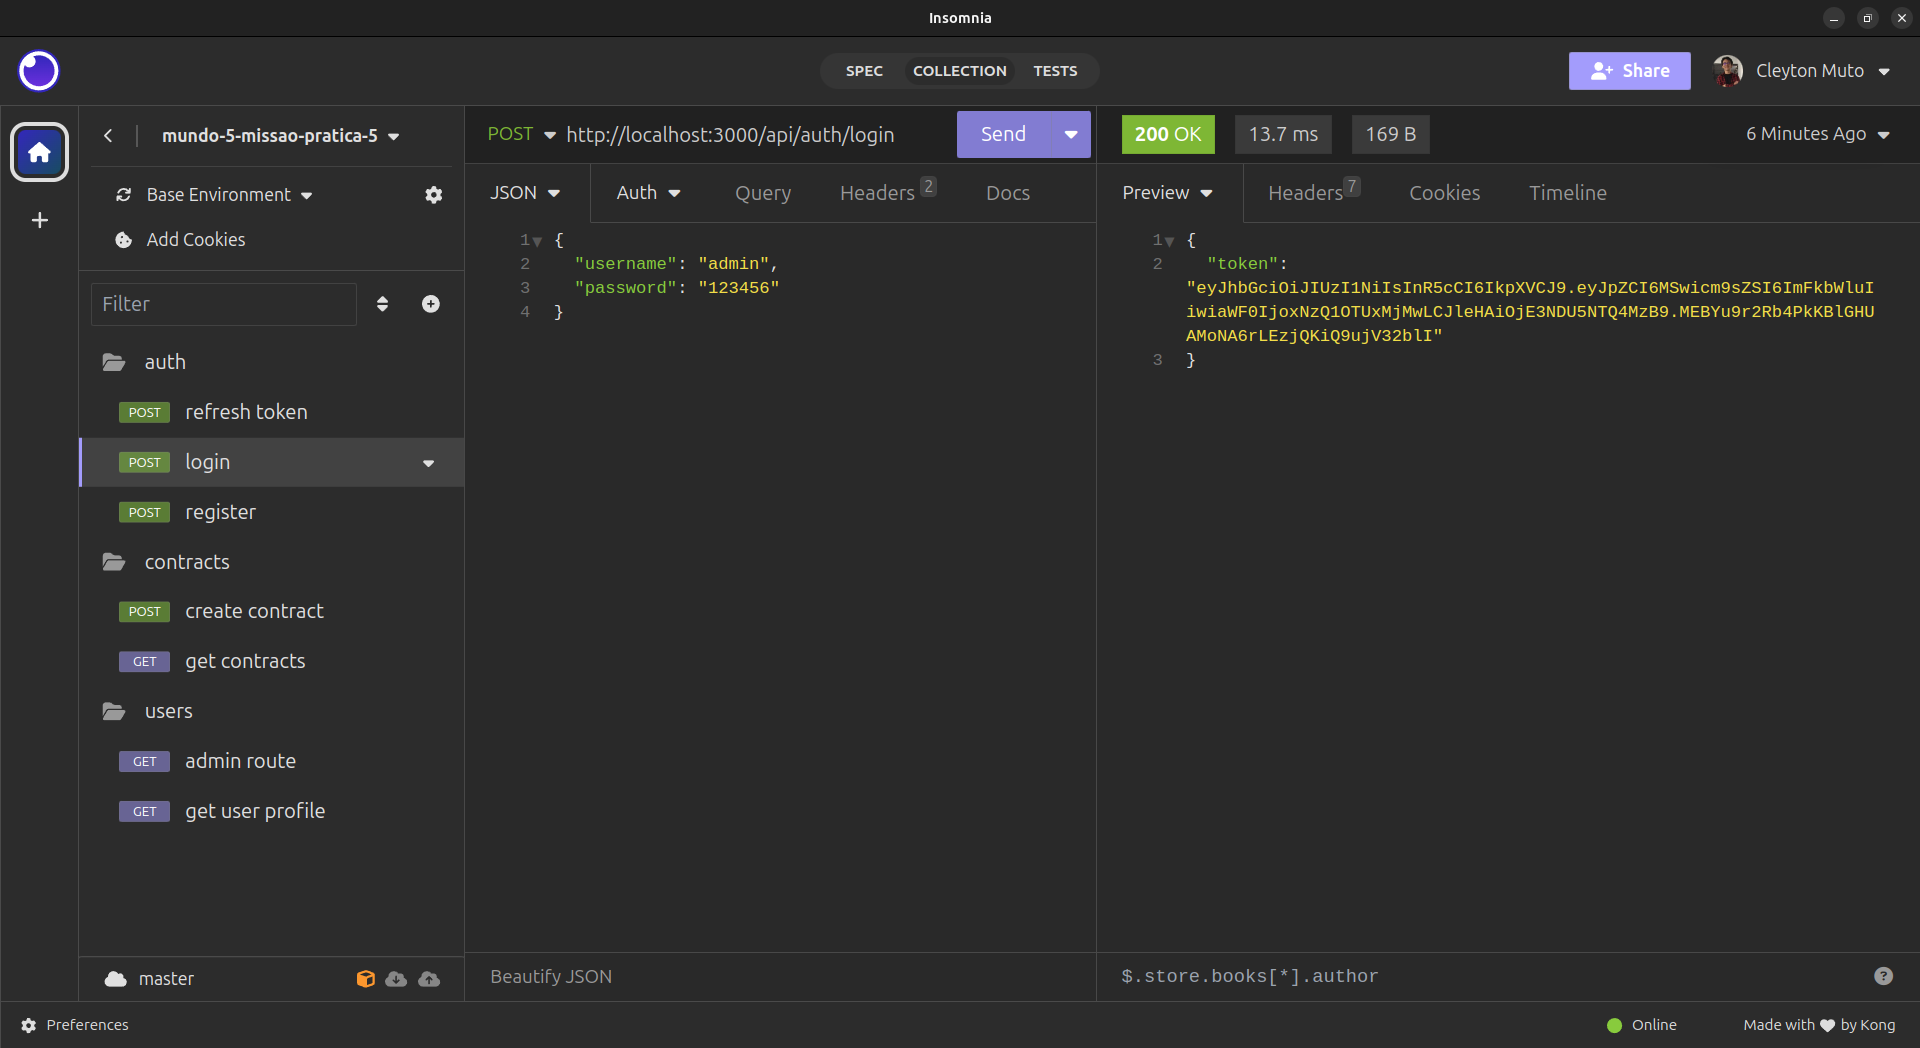 Insomnia
SPEC COLLECTION TESTS
Share
Cleyton Muto
mundo-5-missao-pratica-5
Base Environment
Add Cookies
Filter
auth
POST refresh token
POST login
POST register
contracts
POST create contract
GET get contracts
users
GET admin route
GET get user profile
master
POST http://localhost:3000/api/auth/login Send
JSON Auth Query Headers 2 Docs
1 {
2 "username": "admin",
3 "password": "123456"
4 }
Beautify JSON
200 OK 13.7 ms 169 B 6 Minutes Ago
Preview Headers 7 Cookies Timeline
1 {
2 "token":
"eyJhbGciOiJIUzI1NiIsInR5cCI6IkpXVCJ9.eyJpZCI6MSwicm9sZSI6ImFkbWluI
iwiaWF0IjoxNzQ1OTUxMjMwLCJleHAiOjE3NDU5NTQ4MzB9.MEBYu9r2Rb4PkKBlGHU
AMoNA6rLEzjQKiQ9ujV32blI"
3 }
$.store.books[*].author
Preferences
Online
Made with by Kong